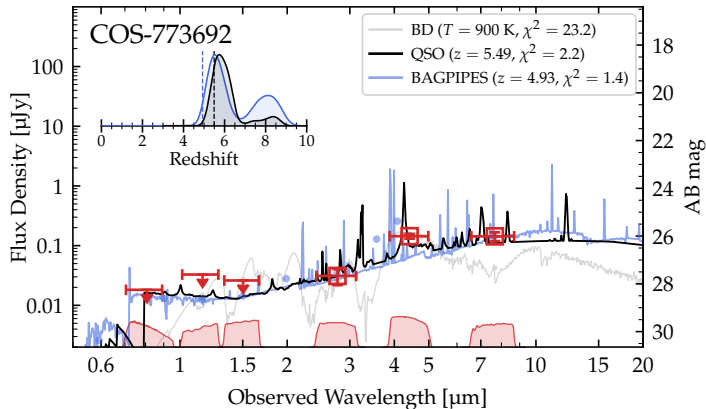 COS-773692
BD (T = 900 K, χ² = 23.2)
QSO (z = 5.49, χ² = 2.2)
BAGPIPES (z = 4.93, χ² = 1.4)
0 2 4 6 8 10
Redshift
100
10
1
0.1
0.01
Flux Density [µJy]
18
20
22
24
26
28
30
AB mag
0.6 1 1.5 2 3 4 5 10 15 20
Observed Wavelength [µm]